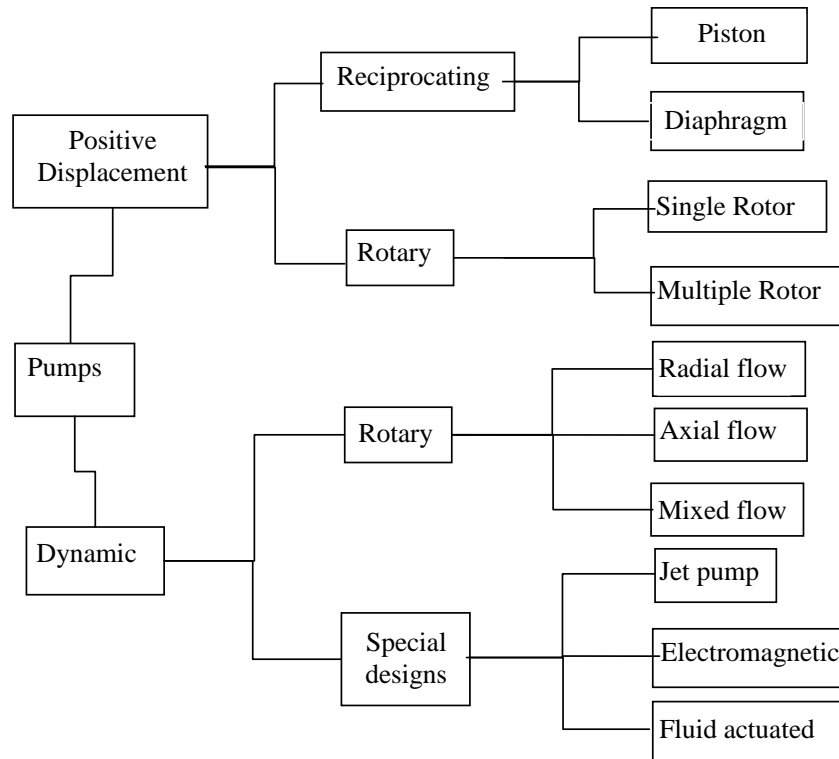 Piston
Reciprocating
Diaphragm
Positive
Displacement
Single Rotor
Rotary
Multiple Rotor
Pumps
Radial flow
Rotary
Axial flow
Mixed flow
Dynamic
Jet pump
Special
designs
Electromagnetic
Fluid actuated